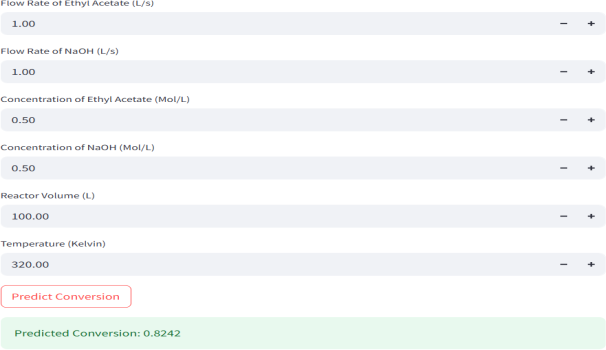 Flow Rate of Ethyl Acetate (L/s)
1.00 − +
Flow Rate of NaOH (L/s)
1.00 − +
Concentration of Ethyl Acetate (Mol/L)
0.50 − +
Concentration of NaOH (Mol/L)
0.50 − +
Reactor Volume (L)
100.00 − +
Temperature (Kelvin)
320.00 − +
Predict Conversion
Predicted Conversion: 0.8242